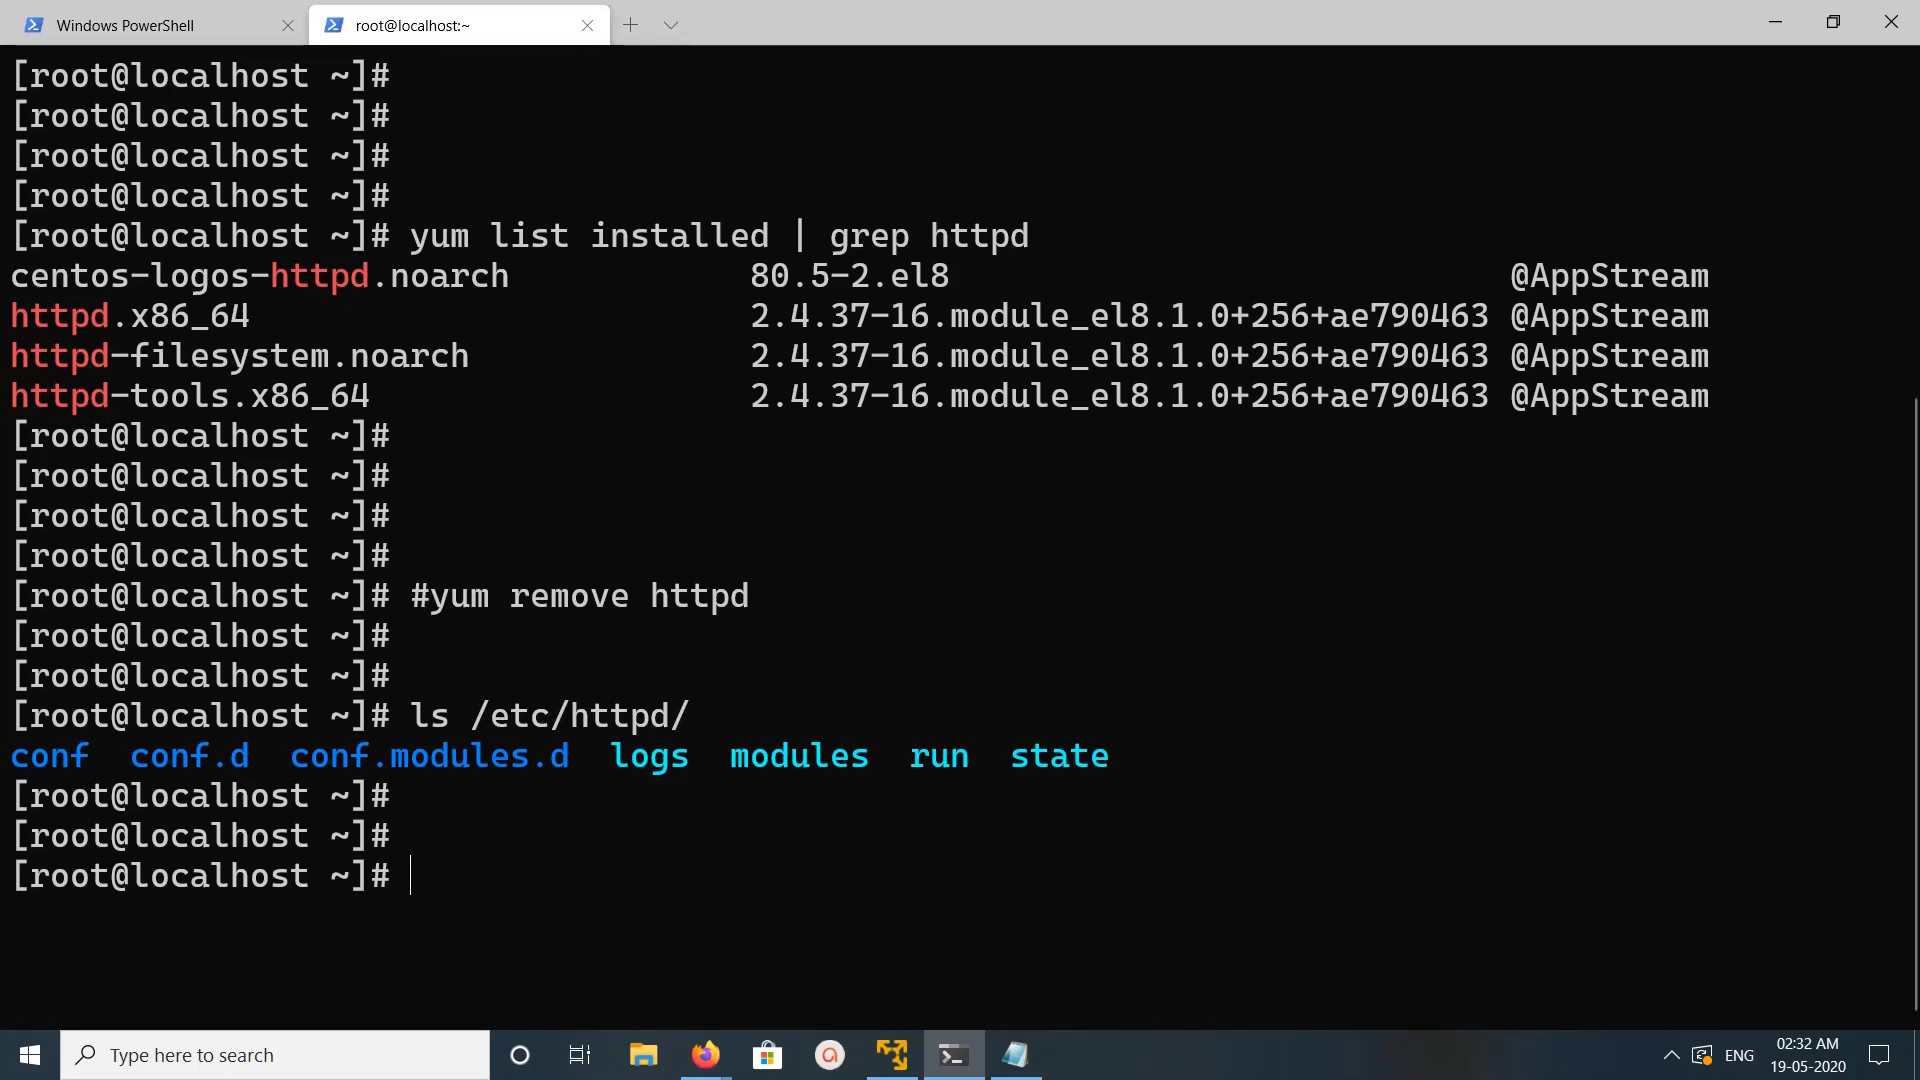 Windows PowerShell
root@localhost:~
[root@localhost ~]#
[root@localhost ~]#
[root@localhost ~]#
[root@localhost ~]#
[root@localhost ~]# yum list installed | grep httpd
centos-logos-httpd.noarch 80.5-2.el8 @AppStream
httpd.x86_64 2.4.37-16.module_el8.1.0+256+ae790463 @AppStream
httpd-filesystem.noarch 2.4.37-16.module_el8.1.0+256+ae790463 @AppStream
httpd-tools.x86_64 2.4.37-16.module_el8.1.0+256+ae790463 @AppStream
[root@localhost ~]#
[root@localhost ~]#
[root@localhost ~]#
[root@localhost ~]#
[root@localhost ~]# #yum remove httpd
[root@localhost ~]#
[root@localhost ~]#
[root@localhost ~]# ls /etc/httpd/
conf conf.d conf.modules.d logs modules run state
[root@localhost ~]#
[root@localhost ~]#
[root@localhost ~]#
Type here to search
ENG
02:32 AM
19-05-2020